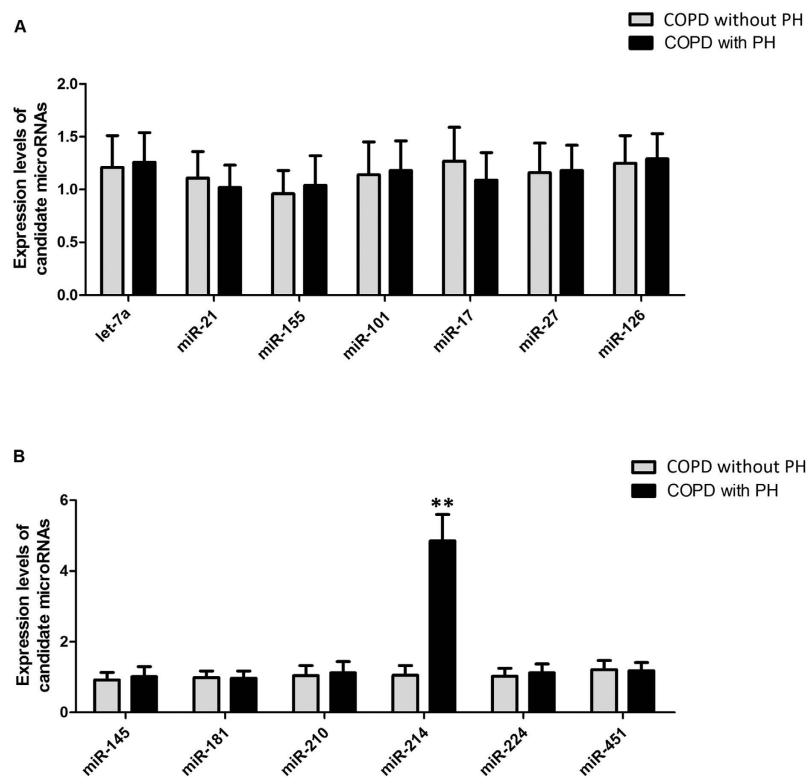 A
COPD without PH
COPD with PH
Expression levels of
candidate microRNAs
2.0
1.5
1.0
0.5
0.0
let-7a
miR-21
miR-155
miR-101
miR-17
miR-27
miR-126
B
COPD without PH
COPD with PH
Expression levels of
candidate microRNAs
6
4
2
0
**
miR-145
miR-181
miR-210
miR-214
miR-224
miR-451